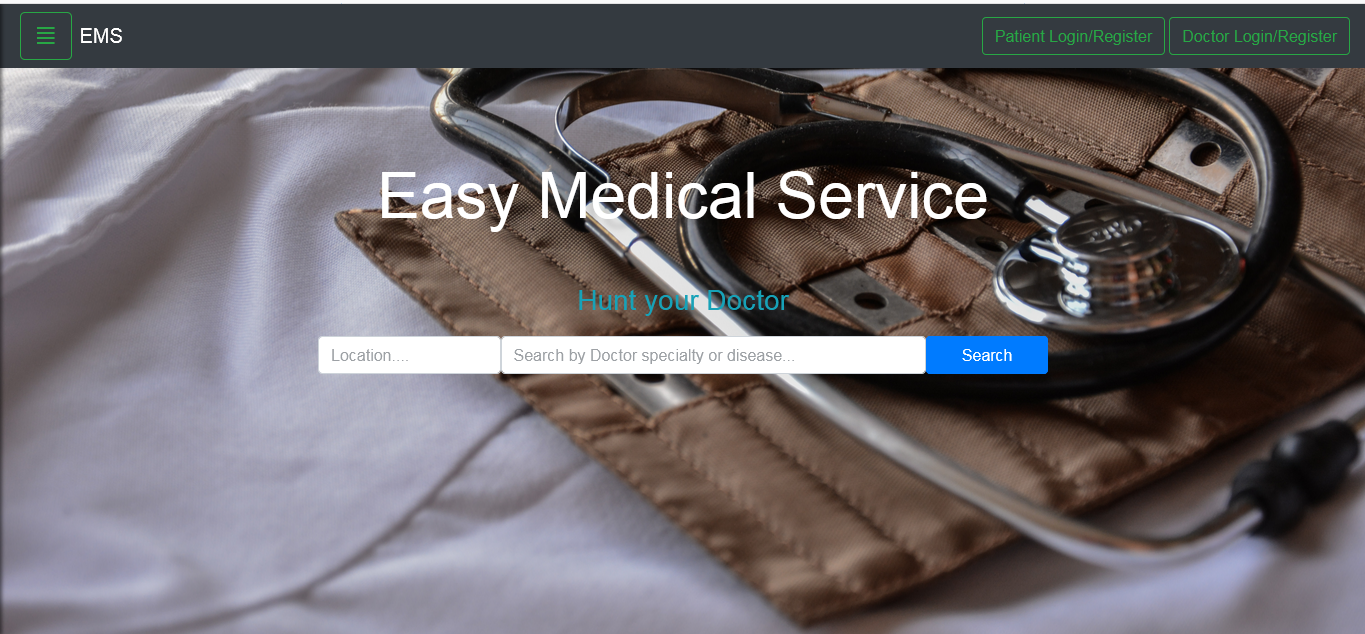 EMS
Patient Login/Register
Doctor Login/Register
Easy Medical Service
Hunt your Doctor
Location....
Search by Doctor specialty or disease...
Search